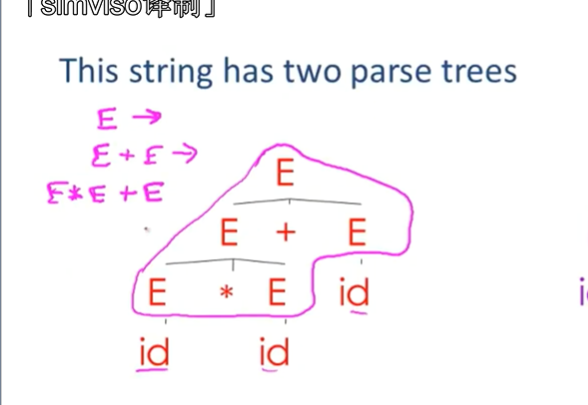 「simviso译制」
This string has two parse trees
E →
E + E →
E * E + E
E
E + E
E * E id
id id
i